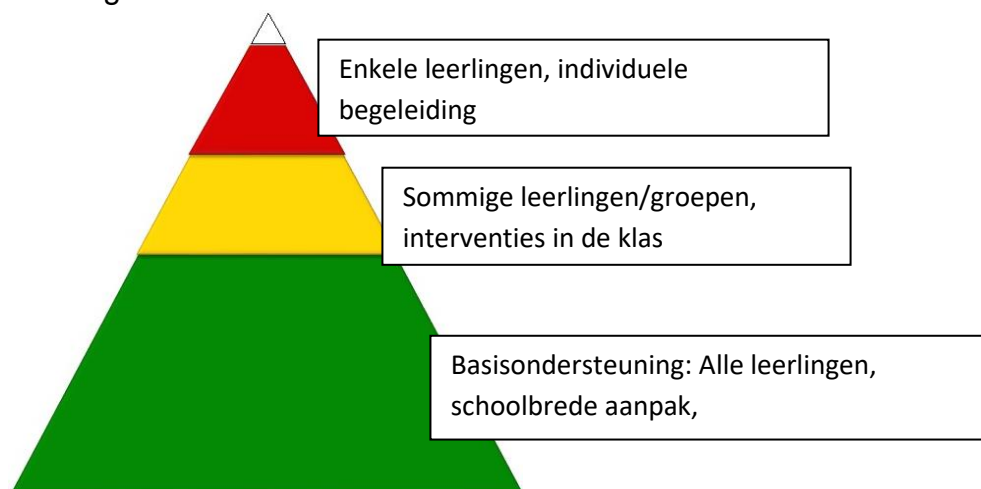 Enkele leerlingen, individuele
begeleiding
Sommige leerlingen/groepen,
interventies in de klas
Basisondersteuning: Alle leerlingen,
schoolbrede aanpak,